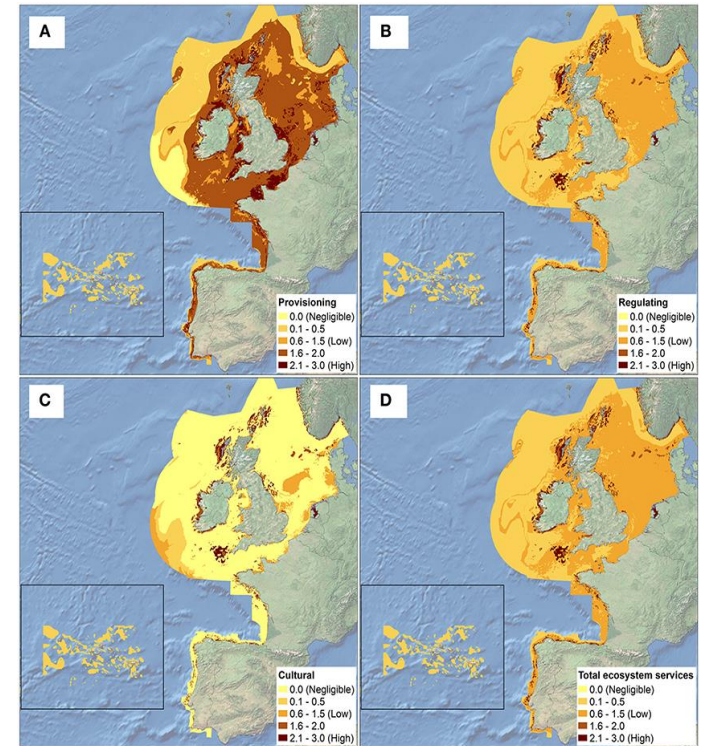 A
Provisioning
0.0 (Negligible)
0.1 - 0.5
0.6 - 1.5 (Low)
1.6 - 2.0
2.1 - 3.0 (High)
B
Regulating
0.0 (Negligible)
0.1 - 0.5
0.6 - 1.5 (Low)
1.6 - 2.0
2.1 - 3.0 (High)
C
Cultural
0.0 (Negligible)
0.1 - 0.5
0.6 - 1.5 (Low)
1.6 - 2.0
2.1 - 3.0 (High)
D
Total ecosystem services
0.0 (Negligible)
0.1 - 0.5
0.6 - 1.5 (Low)
1.6 - 2.0
2.1 - 3.0 (High)